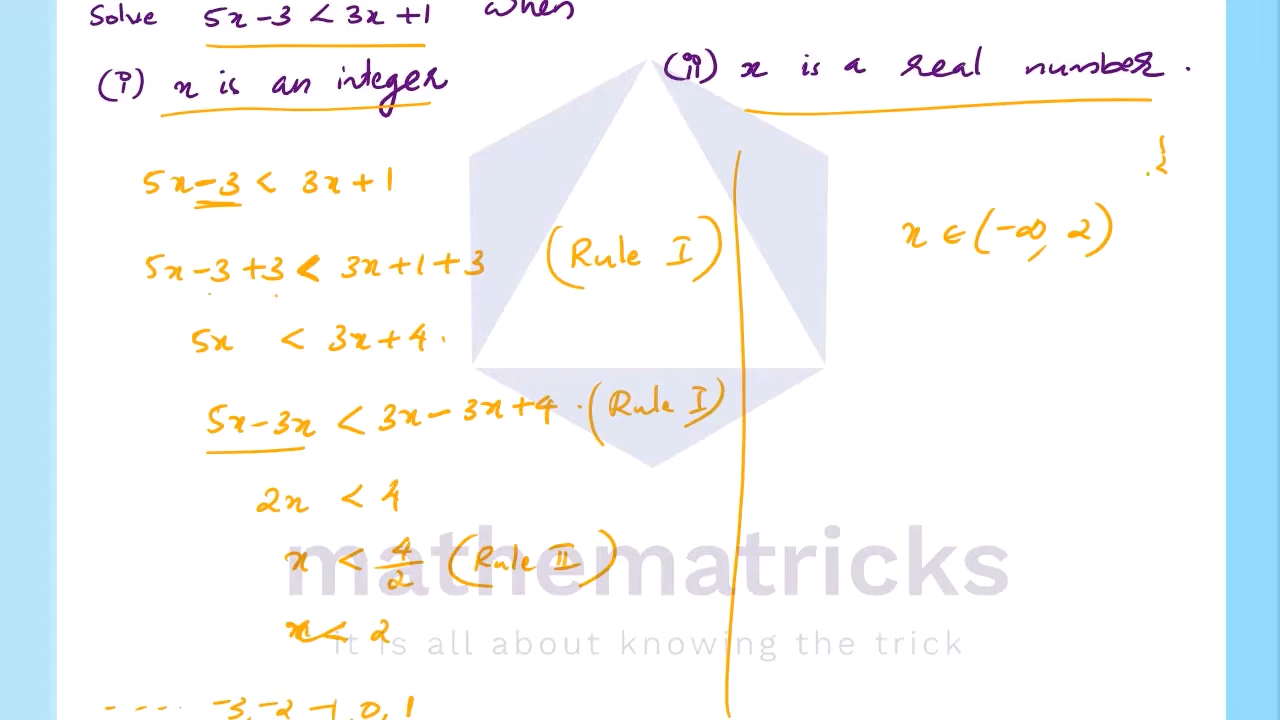 Solve 5x-3 < 3x+1 when
(i) x is an integer
(ii) x is a real number.
5x-3 < 3x+1
5x-3+3 < 3x+1+3 (Rule I)
5x < 3x+4.
5x-3x < 3x-3x+4. (Rule I)
2x < 4
x < 4/2 (Rule II)
x < 2
---- -3, -2 -1, 0, 1
x ∈ (-∞, 2)
mathematricks
it is all about knowing the trick